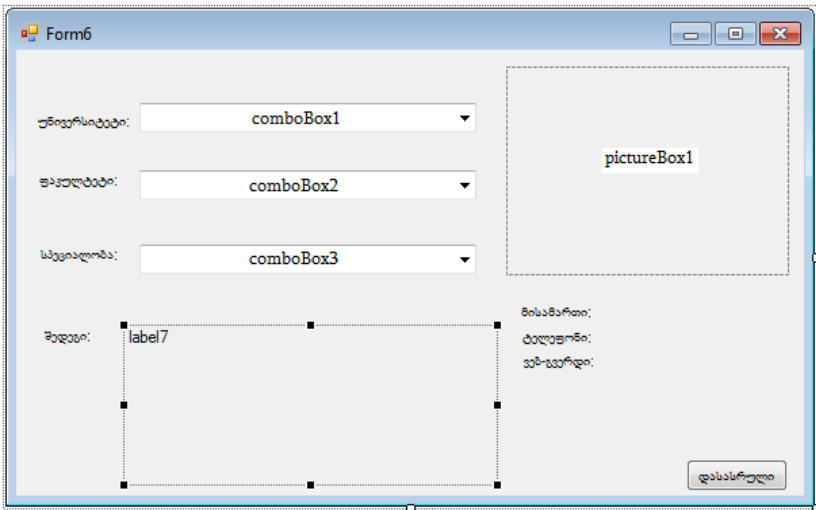 Form6
უნივერსიტეტი:
comboBox1
pictureBox1
ფაკულტეტი:
comboBox2
სპეციალობა:
comboBox3
მისამართი:
შედეგი:
label7
ტელეფონი:
ვებ-გვერდი:
დასასრული